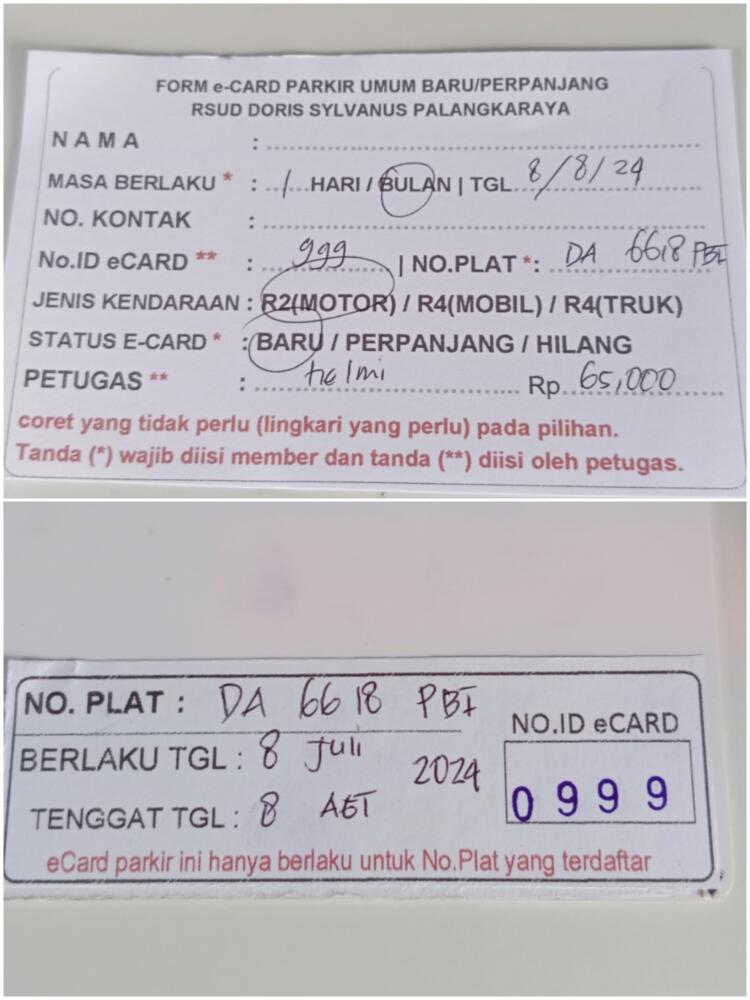 FORM e-CARD PARKIR UMUM BARU/PERPANJANG
RSUD DORIS SYLVANUS PALANGKARAYA
NAMA :
MASA BERLAKU * : 1 HARI / BULAN | TGL 8/8/24
NO. KONTAK :
No.ID eCARD ** : 999 | NO.PLAT *: DA 6618 PBI
JENIS KENDARAAN : R2(MOTOR) / R4(MOBIL) / R4(TRUK)
STATUS E-CARD * : BARU / PERPANJANG / HILANG
PETUGAS ** : helmi Rp 65,000
coret yang tidak perlu (lingkari yang perlu) pada pilihan.
Tanda (*) wajib diisi member dan tanda (**) diisi oleh petugas.
NO. PLAT : DA 6618 PBI
NO.ID eCARD
BERLAKU TGL : 8 Juli 2024
0999
TENGGAT TGL : 8
eCard parkir ini hanya berlaku untuk No.Plat yang terdaftar